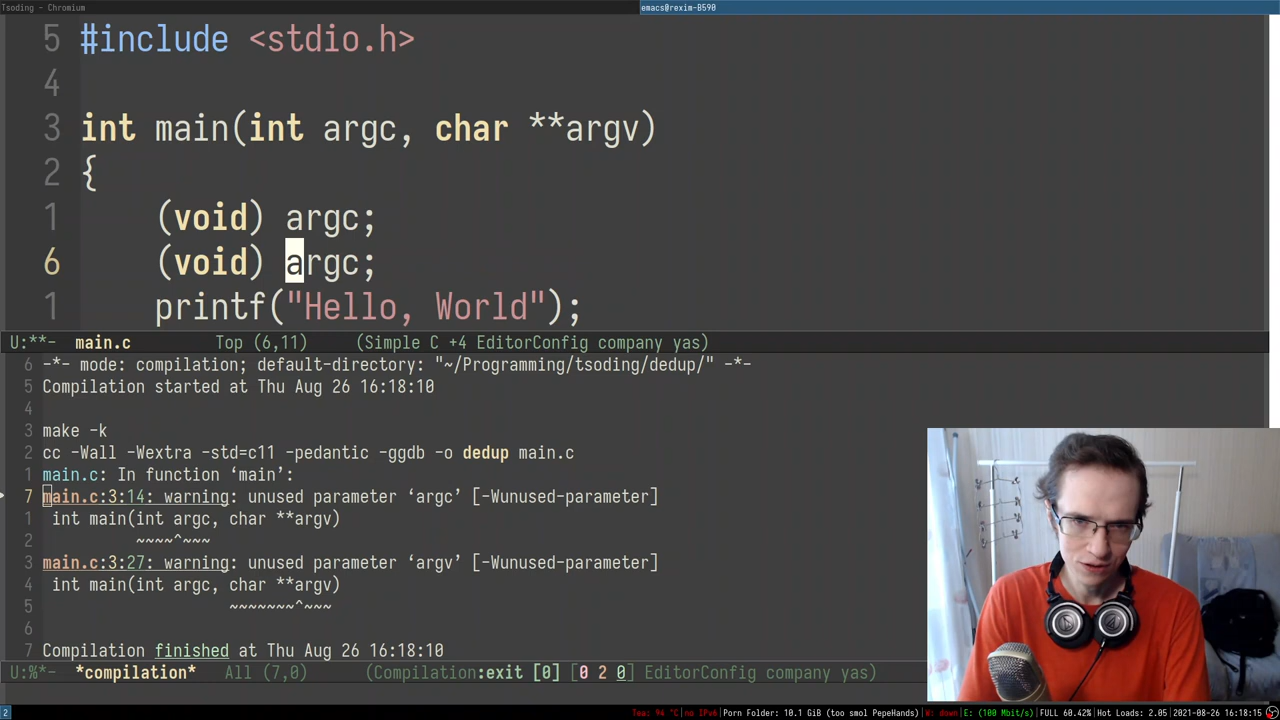 Tsoding - Chromium
emacs@rexim-B590
5 #include <stdio.h>
4
3 int main(int argc, char **argv)
2 {
1 (void) argc;
6 (void) argc;
1 printf("Hello, World");
U:**- main.c Top (6,11) (Simple C +4 EditorConfig company yas)
6 -*- mode: compilation; default-directory: "~/Programming/tsoding/dedup/" -*-
5 Compilation started at Thu Aug 26 16:18:10
4
3 make -k
2 cc -Wall -Wextra -std=c11 -pedantic -ggdb -o dedup main.c
1 main.c: In function ‘main’:
7 main.c:3:14: warning: unused parameter ‘argc’ [-Wunused-parameter]
1 int main(int argc, char **argv)
2 ~~~~^~~~
3 main.c:3:27: warning: unused parameter ‘argv’ [-Wunused-parameter]
4 int main(int argc, char **argv)
5 ~~~~~~~^~~~
6
7 Compilation finished at Thu Aug 26 16:18:10
U:%*- *compilation* All (7,0) (Compilation:exit [0] [0 2 0] EditorConfig company yas)
2 Tea: 94 °C|no IPv6|Porn Folder: 10.1 GiB (too smol PepeHands)|W: down|E: (100 Mbit/s)|FULL 60.42%|Hot Loads: 2.05|2021-08-26 16:18:15